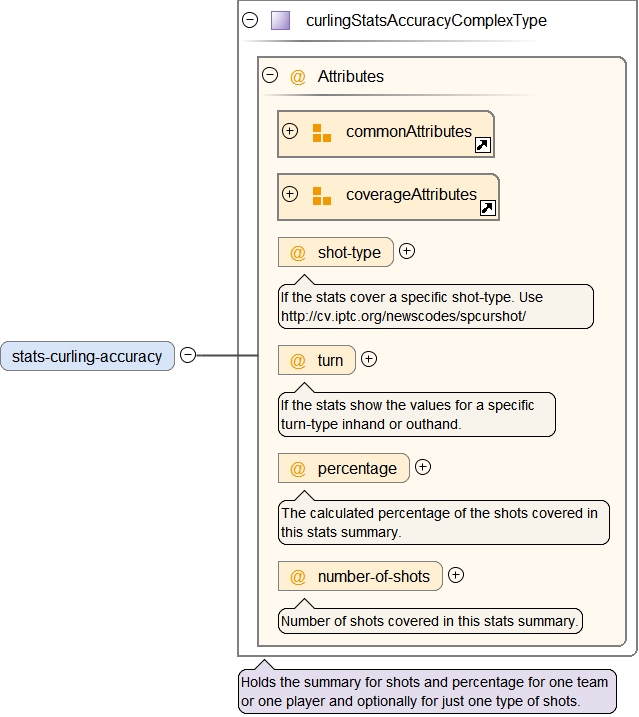 curlingStatsAccuracyComplexType
@ Attributes
commonAttributes
coverageAttributes
@ shot-type
If the stats cover a specific shot-type. Use
http://cv.iptc.org/newscodes/spcurshot/
stats-curling-accuracy
@ turn
If the stats show the values for a specific
turn-type inhand or outhand.
@ percentage
The calculated percentage of the shots covered in
this stats summary.
@ number-of-shots
Number of shots covered in this stats summary.
Holds the summary for shots and percentage for one team
or one player and optionally for just one type of shots.